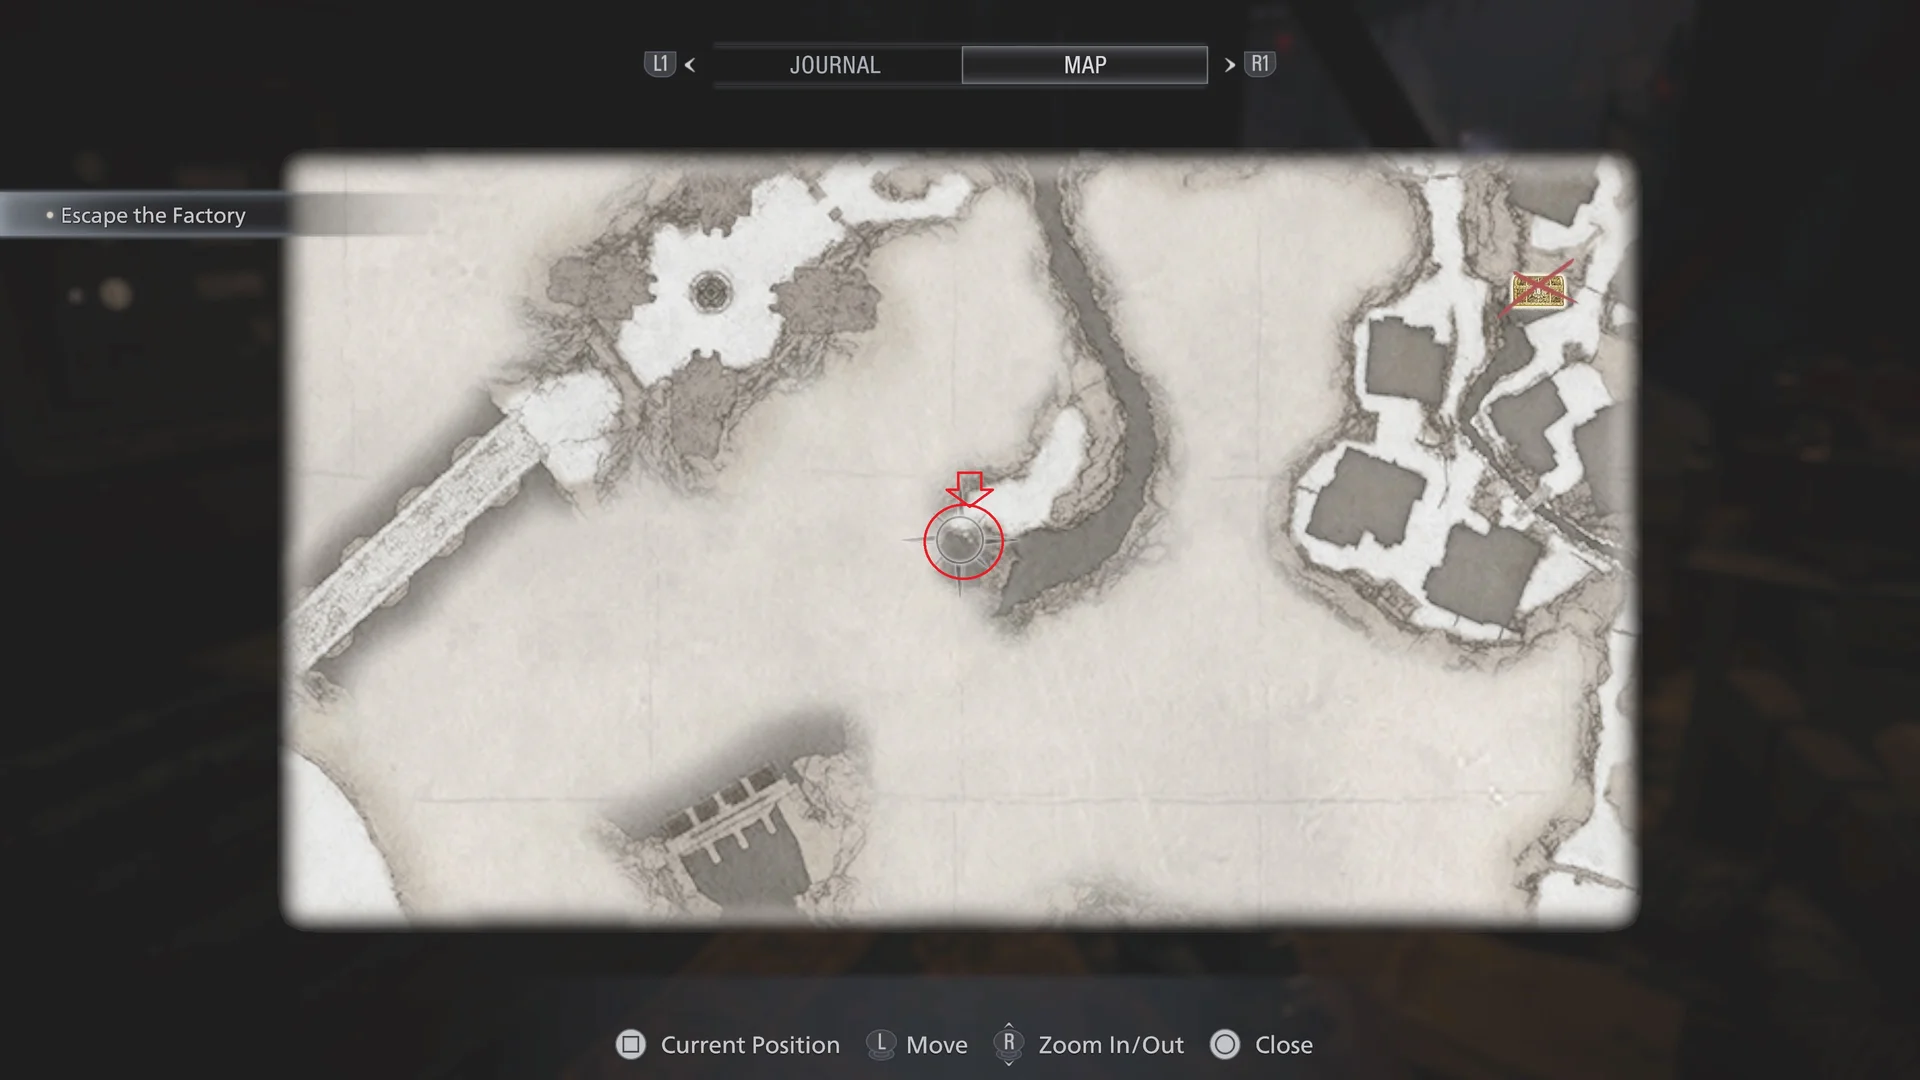 L1 JOURNAL MAP R1
• Escape the Factory
Current Position L Move R Zoom In/Out Close